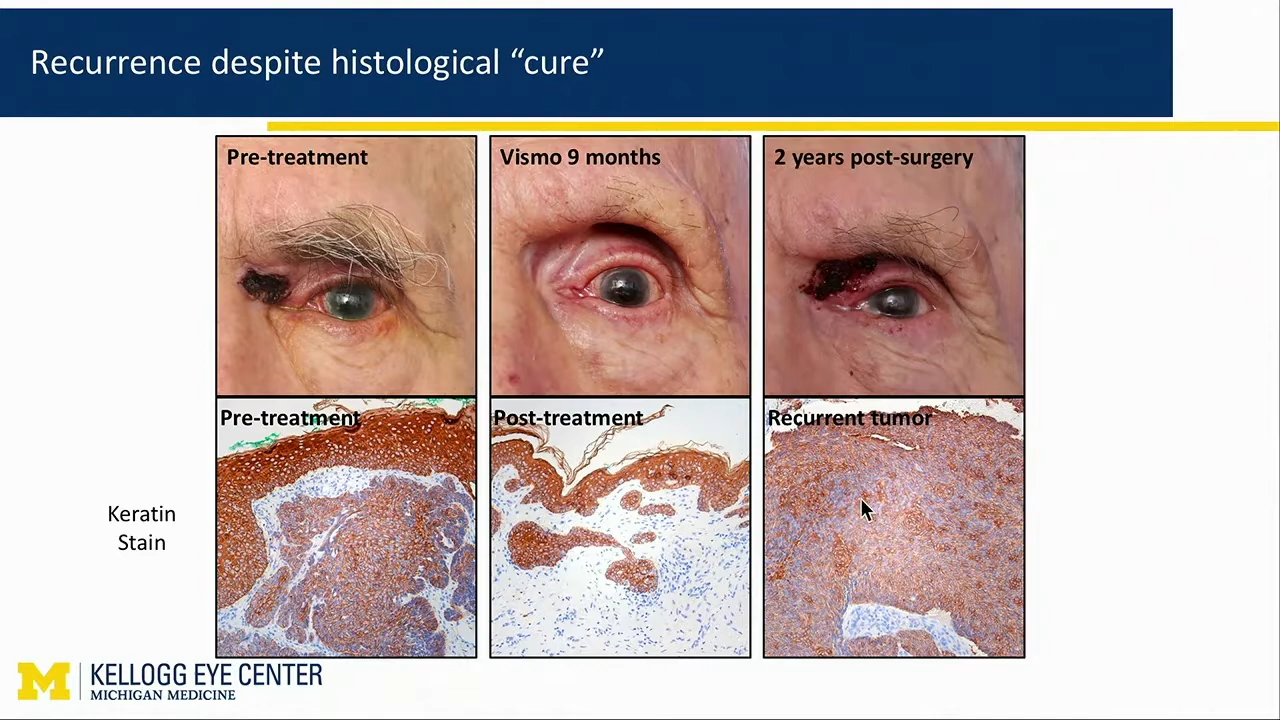 Recurrence despite histological “cure”
Pre-treatment
Vismo 9 months
2 years post-surgery
Pre-treatment
Post-treatment
Recurrent tumor
Keratin
Stain
M
KELLOGG EYE CENTER
MICHIGAN MEDICINE